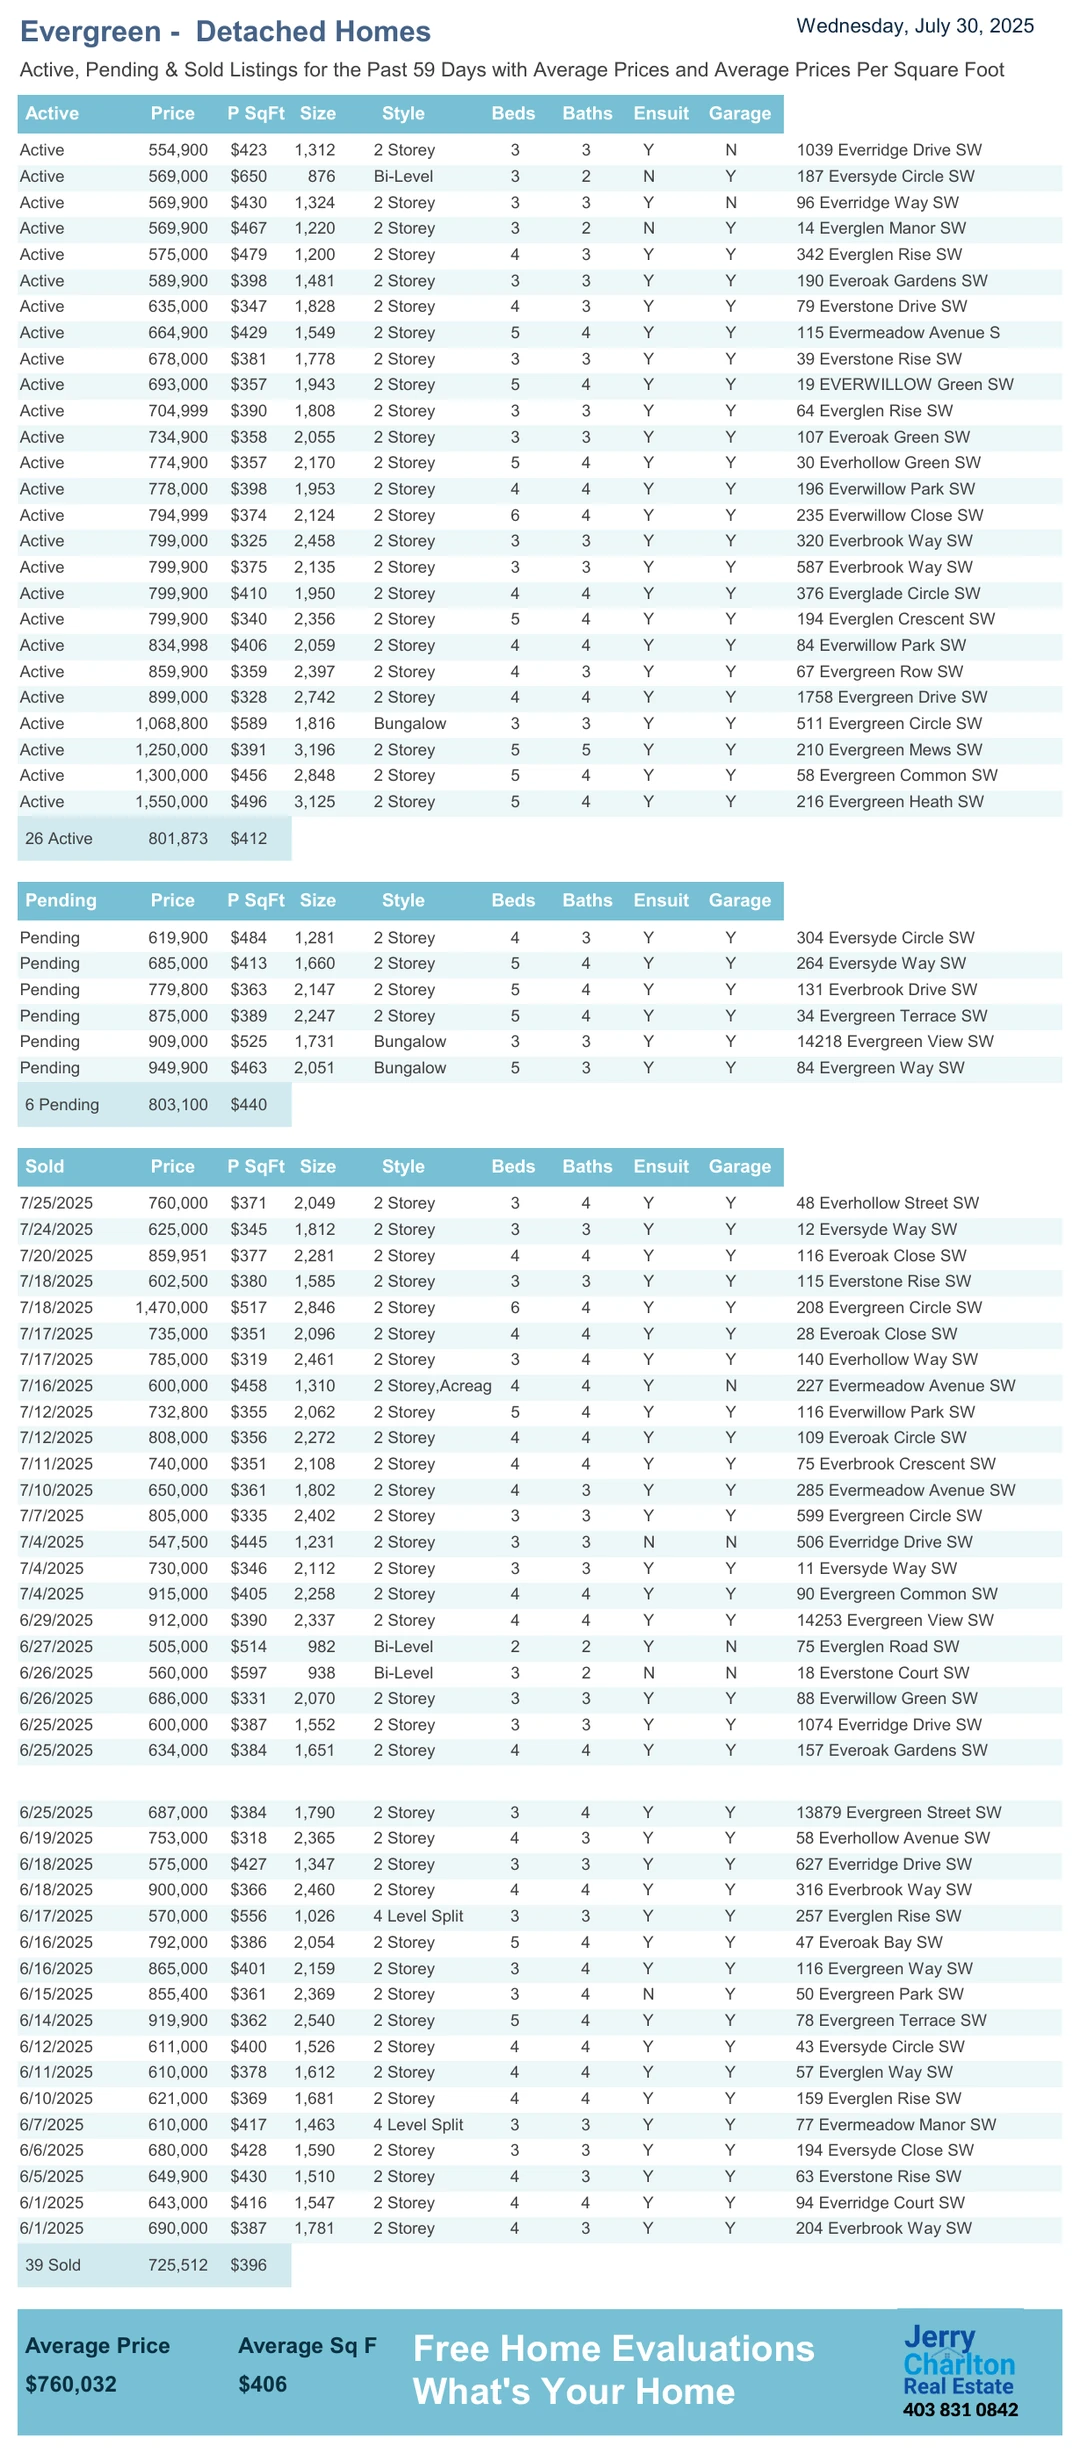 Evergreen - Detached Homes
Wednesday, July 30, 2025
Active, Pending & Sold Listings for the Past 59 Days with Average Prices and Average Prices Per Square Foot
Active Price P SqFt Size Style Beds Baths Ensuit Garage
Active 554,900 $423 1,312 2 Storey 3 3 Y N 1039 Everridge Drive SW
Active 569,000 $650 876 Bi-Level 3 2 N Y 187 Eversyde Circle SW
Active 569,900 $430 1,324 2 Storey 3 3 Y N 96 Everridge Way SW
Active 569,900 $467 1,220 2 Storey 3 2 N Y 14 Everglen Manor SW
Active 575,000 $479 1,200 2 Storey 4 3 Y Y 342 Everglen Rise SW
Active 589,900 $398 1,481 2 Storey 3 3 Y Y 190 Everoak Gardens SW
Active 635,000 $347 1,828 2 Storey 4 3 Y Y 79 Everstone Drive SW
Active 664,900 $429 1,549 2 Storey 5 4 Y Y 115 Evermeadow Avenue S
Active 678,000 $381 1,778 2 Storey 3 3 Y Y 39 Everstone Rise SW
Active 693,000 $357 1,943 2 Storey 5 4 Y Y 19 EVERWILLOW Green SW
Active 704,999 $390 1,808 2 Storey 3 3 Y Y 64 Everglen Rise SW
Active 734,900 $358 2,055 2 Storey 3 3 Y Y 107 Everoak Green SW
Active 774,900 $357 2,170 2 Storey 5 4 Y Y 30 Everhollow Green SW
Active 778,000 $398 1,953 2 Storey 4 4 Y Y 196 Everwillow Park SW
Active 794,999 $374 2,124 2 Storey 6 4 Y Y 235 Everwillow Close SW
Active 799,000 $325 2,458 2 Storey 3 3 Y Y 320 Everbrook Way SW
Active 799,900 $375 2,135 2 Storey 3 3 Y Y 587 Everbrook Way SW
Active 799,900 $410 1,950 2 Storey 4 4 Y Y 376 Everglade Circle SW
Active 799,900 $340 2,356 2 Storey 5 4 Y Y 194 Everglen Crescent SW
Active 834,998 $406 2,059 2 Storey 4 4 Y Y 84 Everwillow Park SW
Active 859,900 $359 2,397 2 Storey 4 3 Y Y 67 Evergreen Row SW
Active 899,000 $328 2,742 2 Storey 4 4 Y Y 1758 Evergreen Drive SW
Active 1,068,800 $589 1,816 Bungalow 3 3 Y Y 511 Evergreen Circle SW
Active 1,250,000 $391 3,196 2 Storey 5 5 Y Y 210 Evergreen Mews SW
Active 1,300,000 $456 2,848 2 Storey 5 4 Y Y 58 Evergreen Common SW
Active 1,550,000 $496 3,125 2 Storey 5 4 Y Y 216 Evergreen Heath SW
26 Active 801,873 $412
Pending Price P SqFt Size Style Beds Baths Ensuit Garage
Pending 619,900 $484 1,281 2 Storey 4 3 Y Y 304 Eversyde Circle SW
Pending 685,000 $413 1,660 2 Storey 5 4 Y Y 264 Eversyde Way SW
Pending 779,800 $363 2,147 2 Storey 5 4 Y Y 131 Everbrook Drive SW
Pending 875,000 $389 2,247 2 Storey 5 4 Y Y 34 Evergreen Terrace SW
Pending 909,000 $525 1,731 Bungalow 3 3 Y Y 14218 Evergreen View SW
Pending 949,900 $463 2,051 Bungalow 5 3 Y Y 84 Evergreen Way SW
6 Pending 803,100 $440
Sold Price P SqFt Size Style Beds Baths Ensuit Garage
7/25/2025 760,000 $371 2,049 2 Storey 3 4 Y Y 48 Everhollow Street SW
7/24/2025 625,000 $345 1,812 2 Storey 3 3 Y Y 12 Eversyde Way SW
7/20/2025 859,951 $377 2,281 2 Storey 4 4 Y Y 116 Everoak Close SW
7/18/2025 602,500 $380 1,585 2 Storey 3 3 Y Y 115 Everstone Rise SW
7/18/2025 1,470,000 $517 2,846 2 Storey 6 4 Y Y 208 Evergreen Circle SW
7/17/2025 735,000 $351 2,096 2 Storey 4 4 Y Y 28 Everoak Close SW
7/17/2025 785,000 $319 2,461 2 Storey 3 4 Y Y 140 Everhollow Way SW
7/16/2025 600,000 $458 1,310 2 Storey,Acreag 4 4 Y N 227 Evermeadow Avenue SW
7/12/2025 732,800 $355 2,062 2 Storey 5 4 Y Y 116 Everwillow Park SW
7/12/2025 808,000 $356 2,272 2 Storey 4 4 Y Y 109 Everoak Circle SW
7/11/2025 740,000 $351 2,108 2 Storey 4 4 Y Y 75 Everbrook Crescent SW
7/10/2025 650,000 $361 1,802 2 Storey 4 3 Y Y 285 Evermeadow Avenue SW
7/7/2025 805,000 $335 2,402 2 Storey 3 3 Y Y 599 Evergreen Circle SW
7/4/2025 547,500 $445 1,231 2 Storey 3 3 N N 506 Everridge Drive SW
7/4/2025 730,000 $346 2,112 2 Storey 3 3 Y Y 11 Eversyde Way SW
7/4/2025 915,000 $405 2,258 2 Storey 4 4 Y Y 90 Evergreen Common SW
6/29/2025 912,000 $390 2,337 2 Storey 4 4 Y Y 14253 Evergreen View SW
6/27/2025 505,000 $514 982 Bi-Level 2 2 Y N 75 Everglen Road SW
6/26/2025 560,000 $597 938 Bi-Level 3 2 N N 18 Everstone Court SW
6/26/2025 686,000 $331 2,070 2 Storey 3 3 Y Y 88 Everwillow Green SW
6/25/2025 600,000 $387 1,552 2 Storey 3 3 Y Y 1074 Everridge Drive SW
6/25/2025 634,000 $384 1,651 2 Storey 4 4 Y Y 157 Everoak Gardens SW
6/25/2025 687,000 $384 1,790 2 Storey 3 4 Y Y 13879 Evergreen Street SW
6/19/2025 753,000 $318 2,365 2 Storey 4 3 Y Y 58 Everhollow Avenue SW
6/18/2025 575,000 $427 1,347 2 Storey 3 3 Y Y 627 Everridge Drive SW
6/18/2025 900,000 $366 2,460 2 Storey 4 4 Y Y 316 Everbrook Way SW
6/17/2025 570,000 $556 1,026 4 Level Split 3 3 Y Y 257 Everglen Rise SW
6/16/2025 792,000 $386 2,054 2 Storey 5 4 Y Y 47 Everoak Bay SW
6/16/2025 865,000 $401 2,159 2 Storey 3 4 Y Y 116 Evergreen Way SW
6/15/2025 855,400 $361 2,369 2 Storey 3 4 N Y 50 Evergreen Park SW
6/14/2025 919,900 $362 2,540 2 Storey 5 4 Y Y 78 Evergreen Terrace SW
6/12/2025 611,000 $400 1,526 2 Storey 4 4 Y Y 43 Eversyde Circle SW
6/11/2025 610,000 $378 1,612 2 Storey 4 4 Y Y 57 Everglen Way SW
6/10/2025 621,000 $369 1,681 2 Storey 4 4 Y Y 159 Everglen Rise SW
6/7/2025 610,000 $417 1,463 4 Level Split 3 3 Y Y 77 Evermeadow Manor SW
6/6/2025 680,000 $428 1,590 2 Storey 3 3 Y Y 194 Eversyde Close SW
6/5/2025 649,900 $430 1,510 2 Storey 4 3 Y Y 63 Everstone Rise SW
6/1/2025 643,000 $416 1,547 2 Storey 4 4 Y Y 94 Everridge Court SW
6/1/2025 690,000 $387 1,781 2 Storey 4 3 Y Y 204 Everbrook Way SW
39 Sold 725,512 $396
Average Price Average Sq F
$760,032 $406
Free Home Evaluations
What's Your Home
Jerry
Charlton
Real Estate
403 831 0842